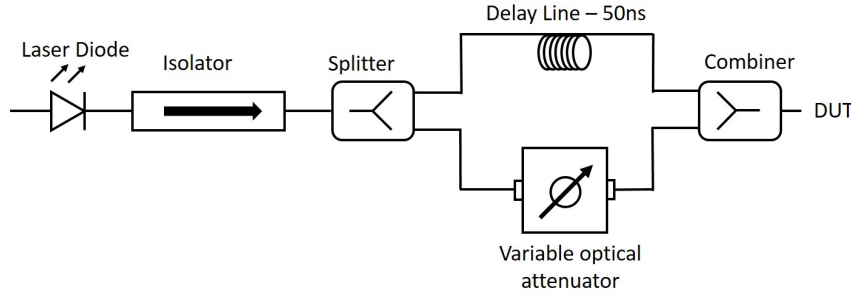 Delay Line – 50ns
Laser Diode
Isolator
Splitter
Combiner
DUT
Variable optical
attenuator